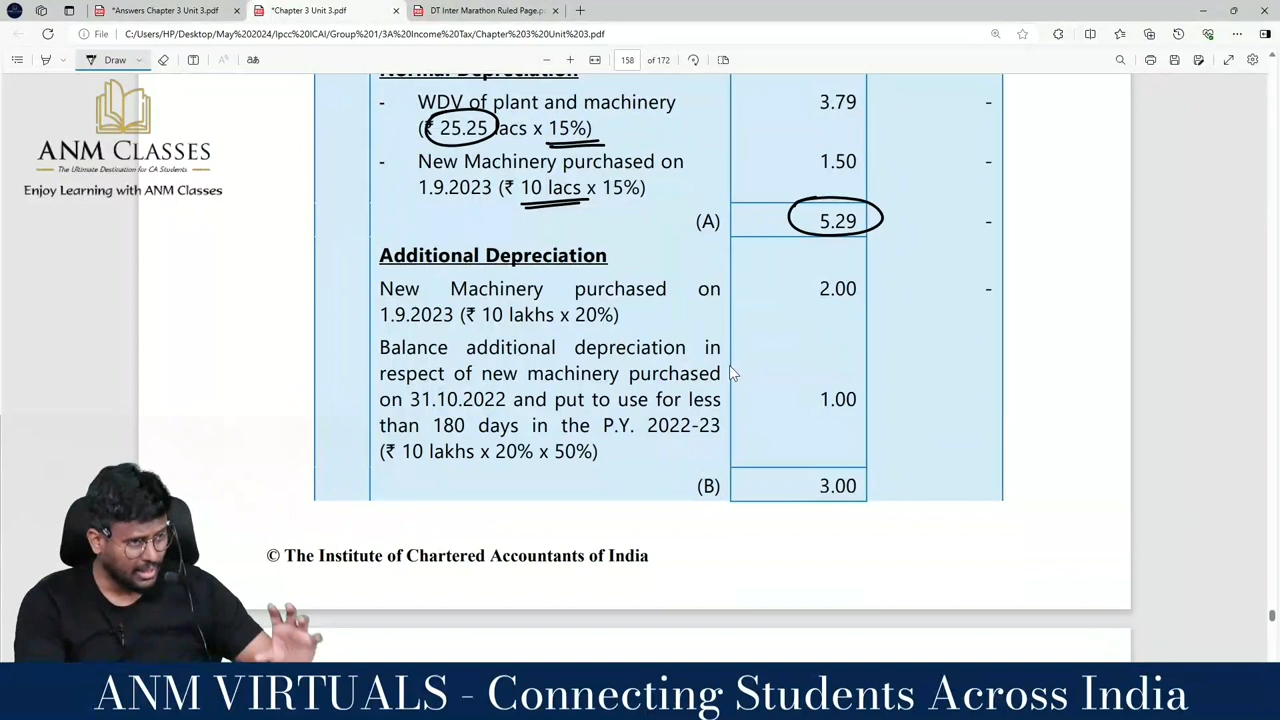 *Answers Chapter 3 Unit 3.pdf
*Chapter 3 Unit 3.pdf
DT Inter Marathon Ruled Page.p
File
C:/Users/HP/Desktop/May%202024/Ipcc%20ICAI/Group%201/3A%20Income%20Tax/Chapter%203%20Unit%203.pdf
Draw
158 of 172
ANM CLASSES
The Ultimate Destination for CA Students
Enjoy Learning with ANM Classes
Normal Depreciation
- WDV of plant and machinery 3.79 -
(₹ 25.25 lacs x 15%)
- New Machinery purchased on 1.50 -
1.9.2023 (₹ 10 lacs x 15%)
(A) 5.29 -
Additional Depreciation
New Machinery purchased on 2.00 -
1.9.2023 (₹ 10 lakhs x 20%)
Balance additional depreciation in
respect of new machinery purchased
on 31.10.2022 and put to use for less 1.00
than 180 days in the P.Y. 2022-23
(₹ 10 lakhs x 20% x 50%)
(B) 3.00
© The Institute of Chartered Accountants of India
ANM VIRTUALS - Connecting Students Across India